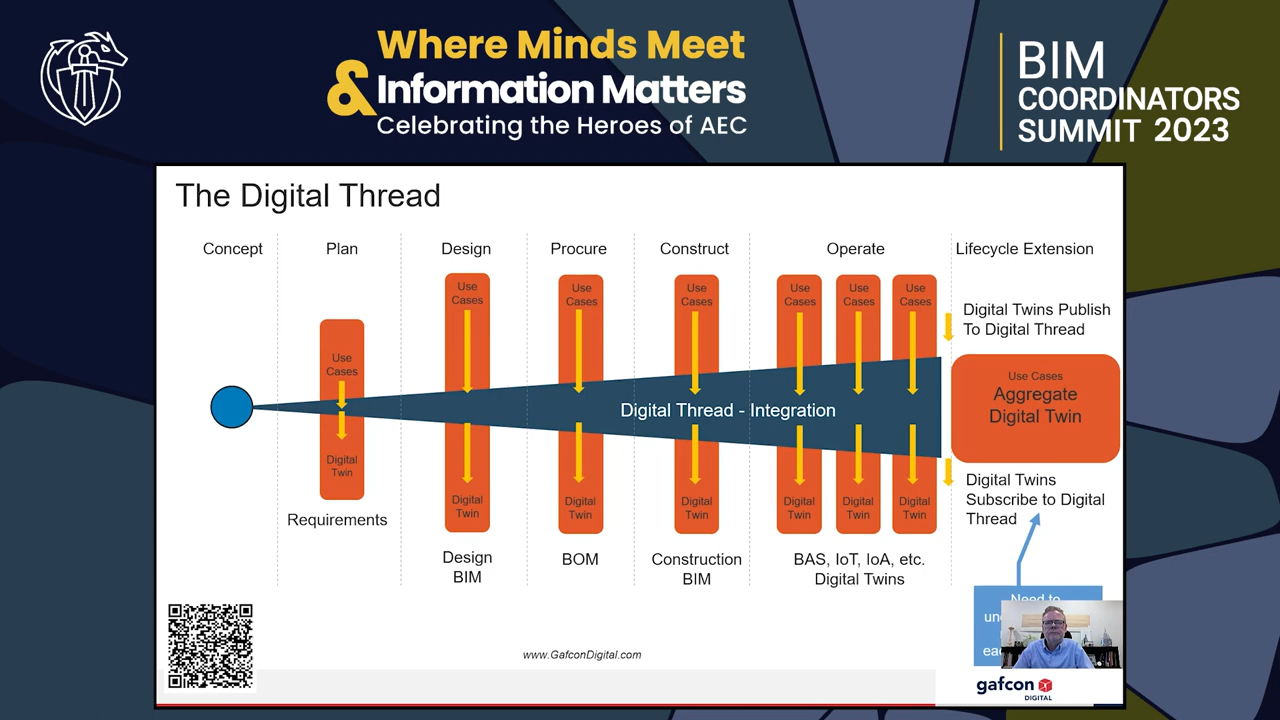 Where Minds Meet
& Information Matters
Celebrating the Heroes of AEC
BIM
COORDINATORS
SUMMIT 2023
The Digital Thread
Concept
Plan
Design
Procure
Construct
Operate
Lifecycle Extension
Use
Cases
Use
Cases
Use
Cases
Use
Cases
Use
Cases
Use
Cases
Use
Cases
Digital Twins Publish
To Digital Thread
Digital Thread - Integration
Use Cases
Aggregate
Digital Twin
Digital
Twin
Digital
Twin
Digital
Twin
Digital
Twin
Digital
Twin
Digital
Twin
Digital
Twin
Digital Twins
Subscribe to Digital
Thread
Requirements
Design
BIM
BOM
Construction
BIM
BAS, IoT, IoA, etc.
Digital Twins
Need to
www.GafconDigital.com
gafcon
DIGITAL